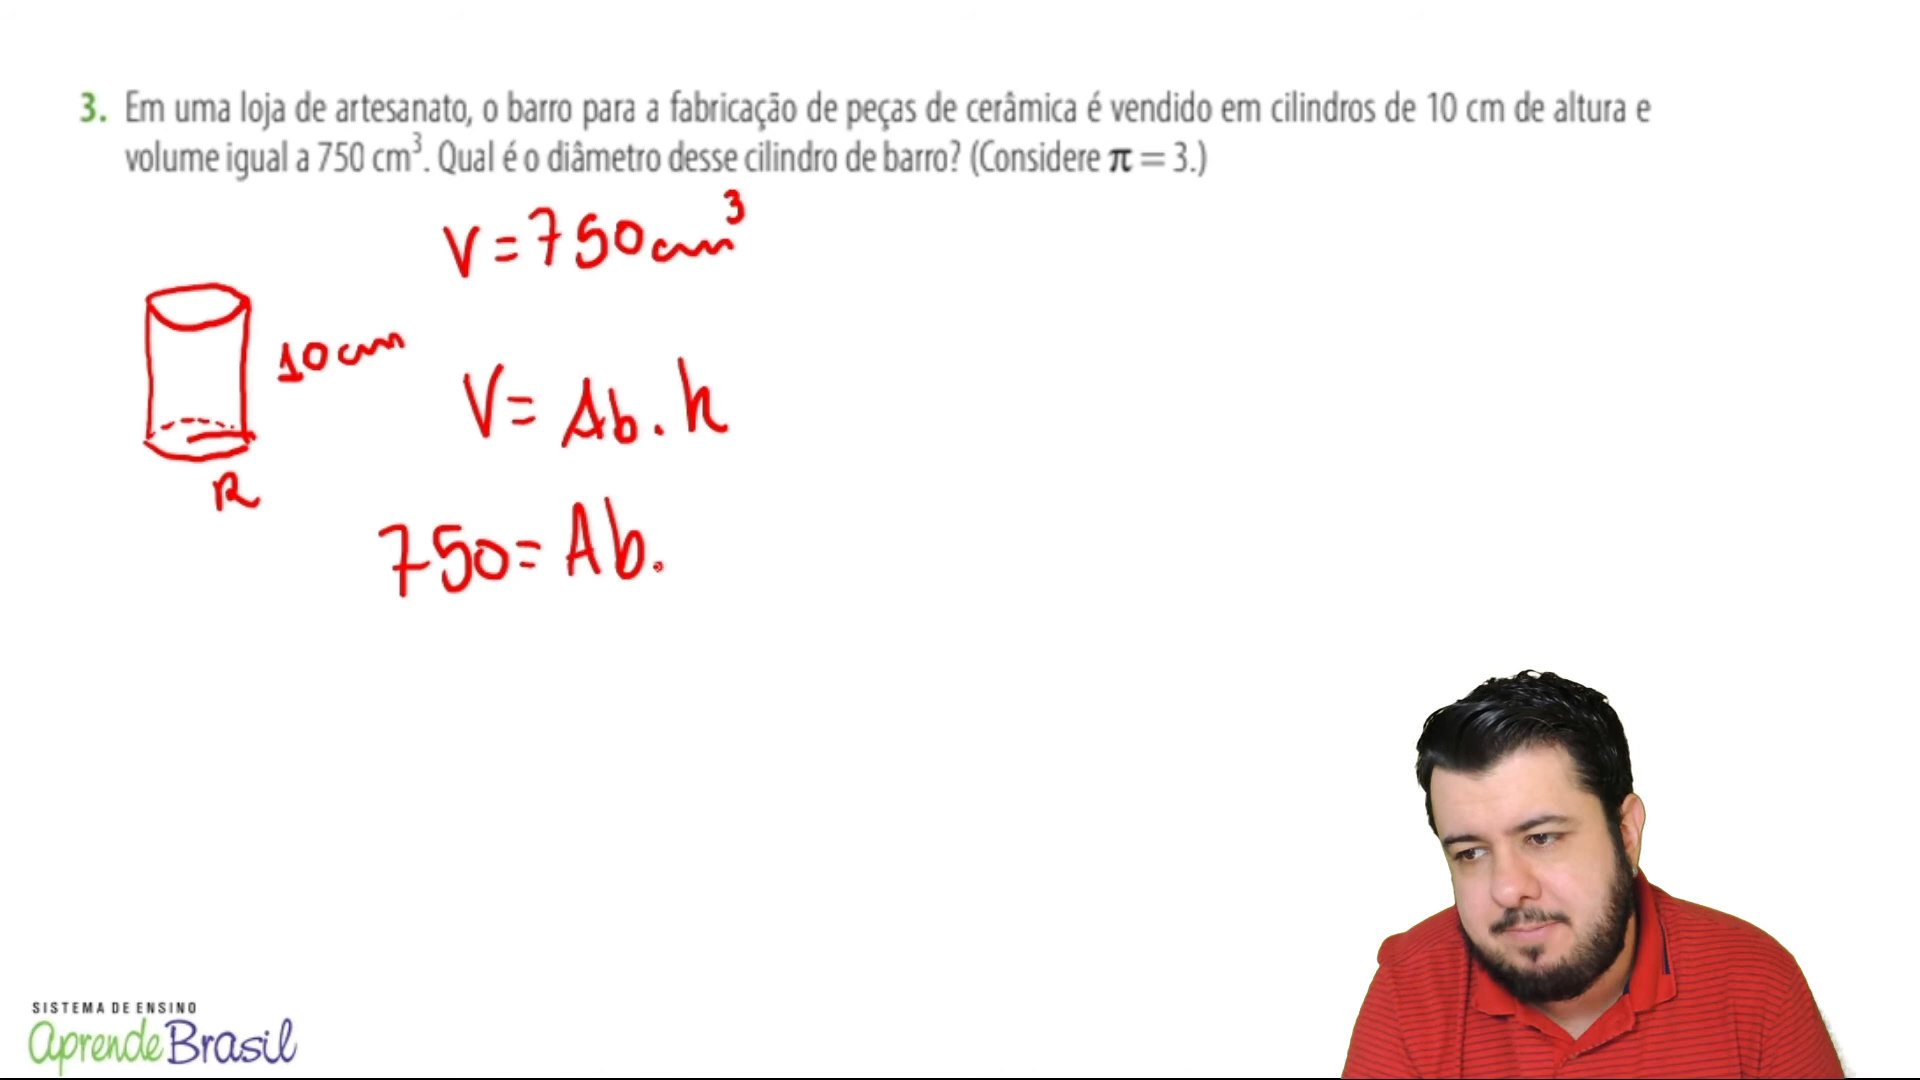 3. Em uma loja de artesanato, o barro para a fabricação de peças de cerâmica é vendido em cilindros de 10 cm de altura e
volume igual a 750 cm³. Qual é o diâmetro desse cilindro de barro? (Considere π = 3.)
V = 750 cm³
10 cm
V = Ab . h
R
750 = Ab.
SISTEMA DE ENSINO
aprende Brasil